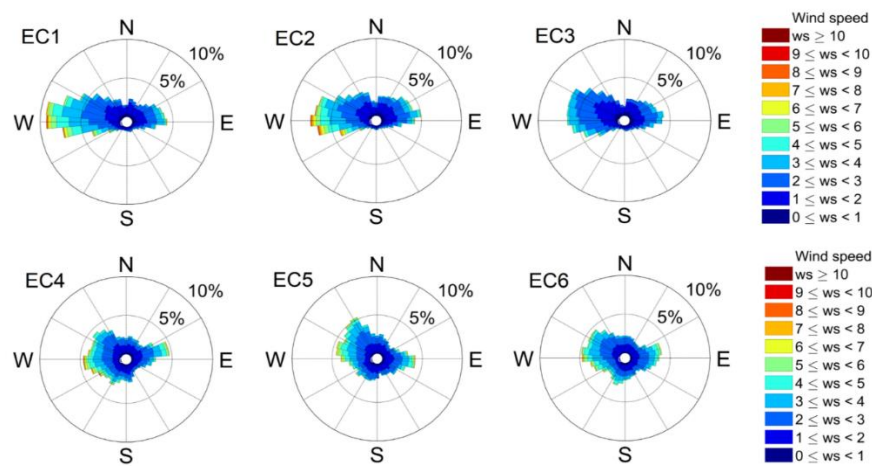 EC1
N
10%
5%
W
E
S
EC2
N
10%
5%
W
E
S
EC3
N
10%
5%
W
E
S
Wind speed
ws ≥ 10
9 ≤ ws < 10
8 ≤ ws < 9
7 ≤ ws < 8
6 ≤ ws < 7
5 ≤ ws < 6
4 ≤ ws < 5
3 ≤ ws < 4
2 ≤ ws < 3
1 ≤ ws < 2
0 ≤ ws < 1
EC4
N
10%
5%
W
E
S
EC5
N
10%
5%
W
E
S
EC6
N
10%
5%
W
E
S
Wind speed
ws ≥ 10
9 ≤ ws < 10
8 ≤ ws < 9
7 ≤ ws < 8
6 ≤ ws < 7
5 ≤ ws < 6
4 ≤ ws < 5
3 ≤ ws < 4
2 ≤ ws < 3
1 ≤ ws < 2
0 ≤ ws < 1